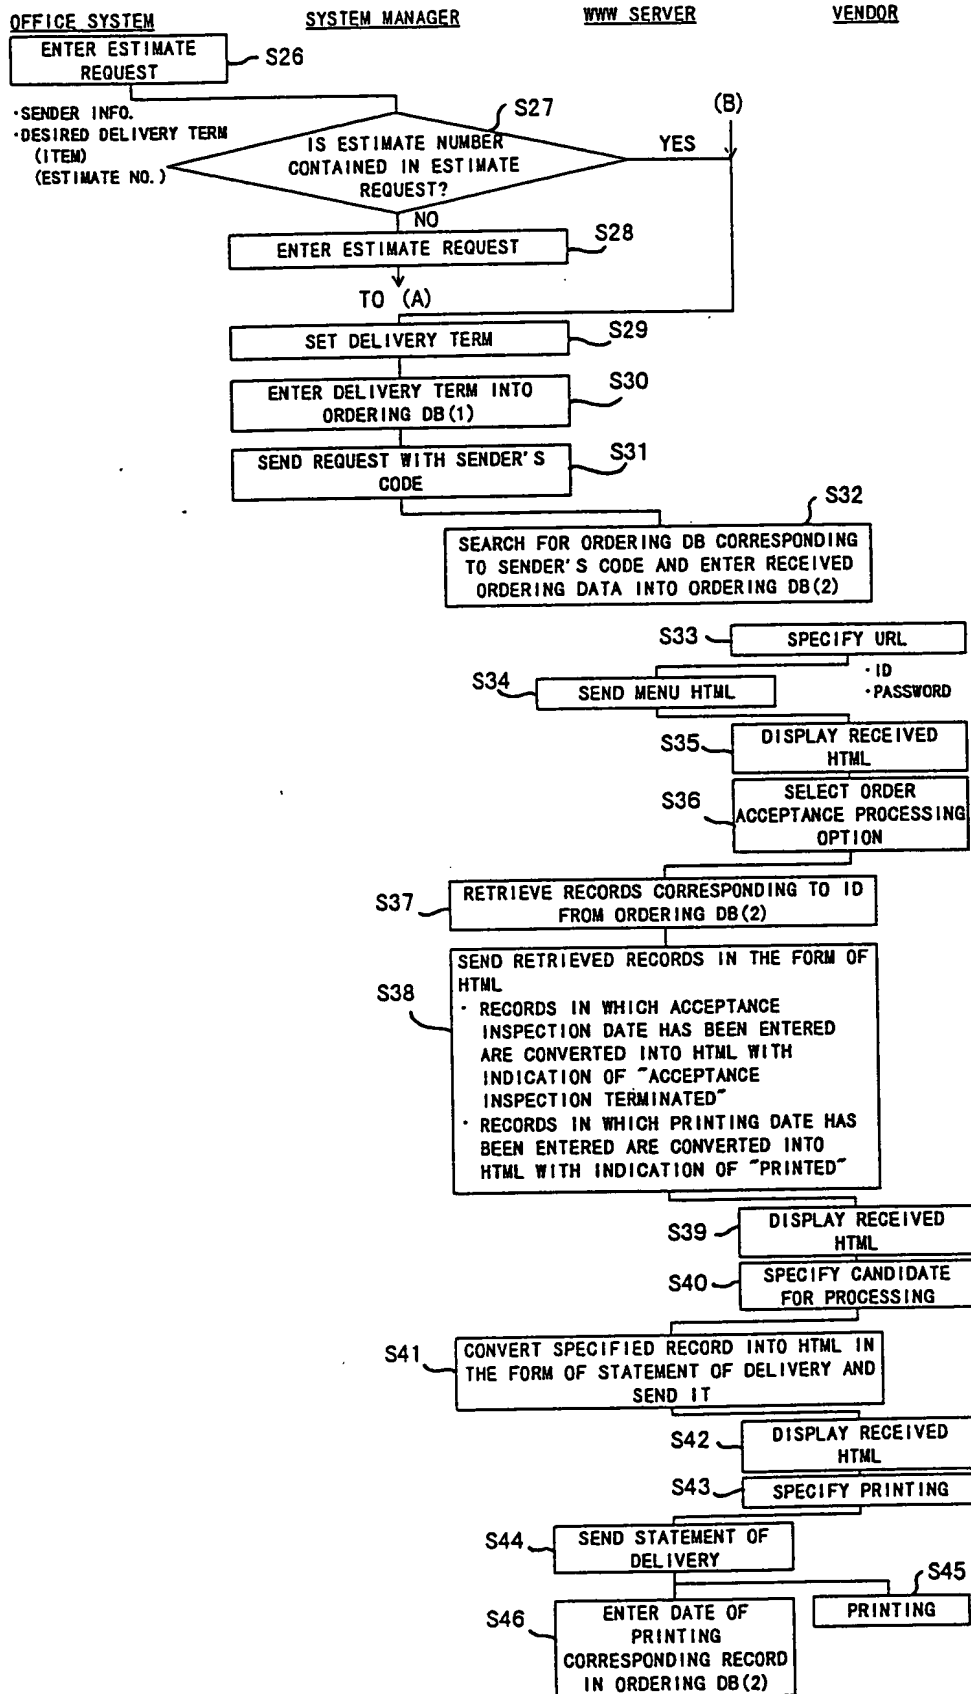 OFFICE SYSTEM
SYSTEM MANAGER
WWW SERVER
VENDOR
ENTER ESTIMATE
REQUEST
S26
·SENDER INFO.
·DESIRED DELIVERY TERM
(ITEM)
(ESTIMATE NO.)
S27
(B)
IS ESTIMATE NUMBER
CONTAINED IN ESTIMATE
REQUEST?
YES
NO
ENTER ESTIMATE REQUEST
S28
TO (A)
SET DELIVERY TERM
S29
ENTER DELIVERY TERM INTO
ORDERING DB(1)
S30
SEND REQUEST WITH SENDER'S
CODE
S31
S32
SEARCH FOR ORDERING DB CORRESPONDING
TO SENDER'S CODE AND ENTER RECEIVED
ORDERING DATA INTO ORDERING DB(2)
S33
SPECIFY URL
·ID
·PASSWORD
S34
SEND MENU HTML
S35
DISPLAY RECEIVED
HTML
S36
SELECT ORDER
ACCEPTANCE PROCESSING
OPTION
S37
RETRIEVE RECORDS CORRESPONDING TO ID
FROM ORDERING DB(2)
S38
SEND RETRIEVED RECORDS IN THE FORM OF
HTML
· RECORDS IN WHICH ACCEPTANCE
INSPECTION DATE HAS BEEN ENTERED
ARE CONVERTED INTO HTML WITH
INDICATION OF "ACCEPTANCE
INSPECTION TERMINATED"
· RECORDS IN WHICH PRINTING DATE HAS
BEEN ENTERED ARE CONVERTED INTO
HTML WITH INDICATION OF "PRINTED"
S39
DISPLAY RECEIVED
HTML
S40
SPECIFY CANDIDATE
FOR PROCESSING
S41
CONVERT SPECIFIED RECORD INTO HTML IN
THE FORM OF STATEMENT OF DELIVERY AND
SEND IT
S42
DISPLAY RECEIVED
HTML
S43
SPECIFY PRINTING
S44
SEND STATEMENT OF
DELIVERY
S45
PRINTING
S46
ENTER DATE OF
PRINTING
CORRESPONDING RECORD
IN ORDERING DB(2)